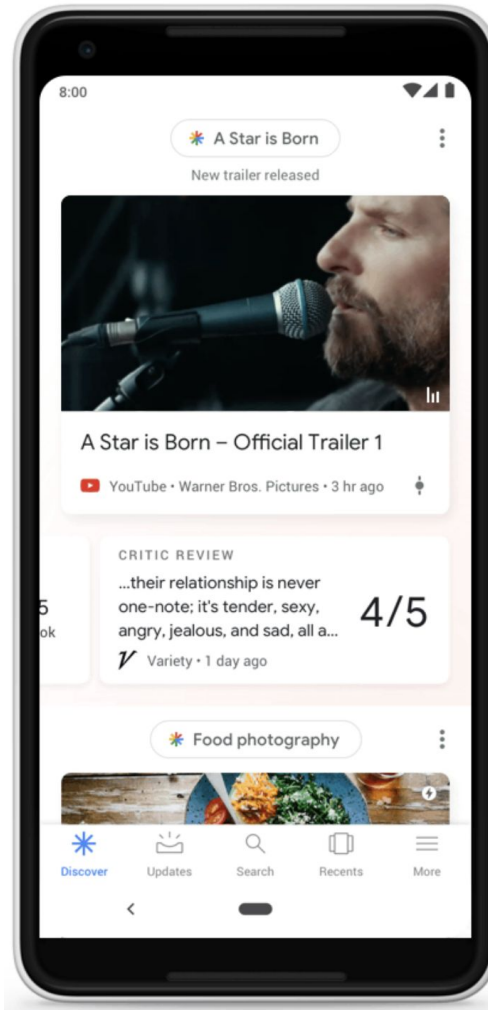 8:00
A Star is Born
New trailer released
A Star is Born – Official Trailer 1
YouTube • Warner Bros. Pictures • 3 hr ago
CRITIC REVIEW
...their relationship is never
one-note; it's tender, sexy,
angry, jealous, and sad, all a...
4/5
V Variety • 1 day ago
5
ok
Food photography
Discover
Updates
Search
Recents
More